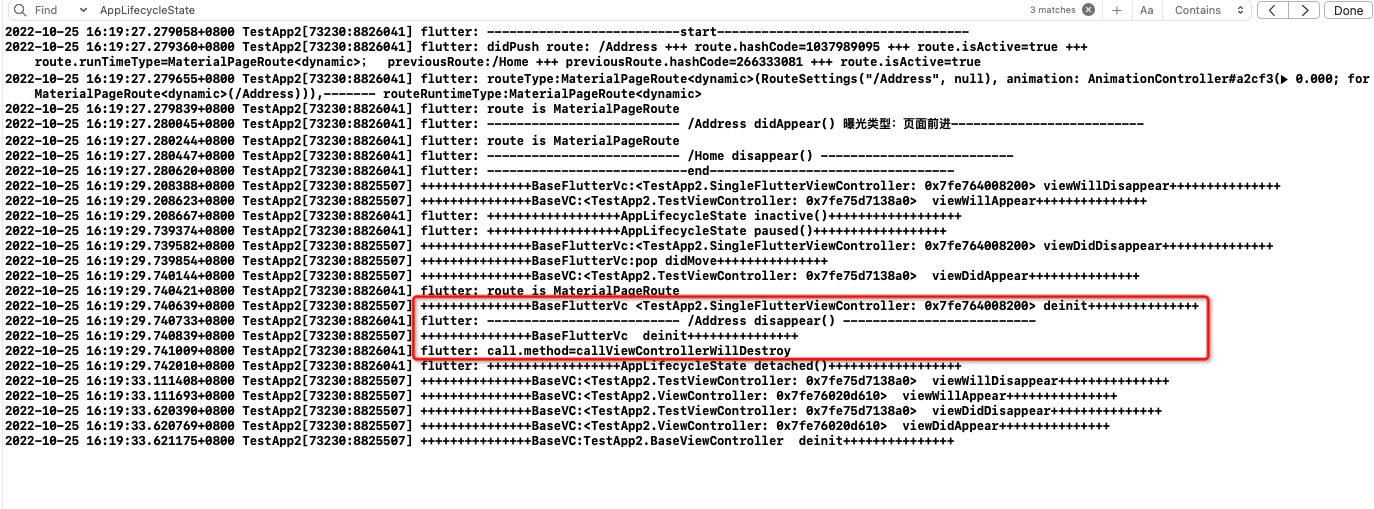 Find AppLifecycleState 3 matches Aa Contains Done
2022-10-25 16:19:27.279058+0800 TestApp2[73230:8826041] flutter: --------------------------start----------------------------------
2022-10-25 16:19:27.279360+0800 TestApp2[73230:8826041] flutter: didPush route: /Address +++ route.hashCode=1037989095 +++ route.isActive=true +++
route.runTimeType=MaterialPageRoute<dynamic>;   previousRoute:/Home +++ previousRoute.hashCode=266333081 +++ route.isActive=true
2022-10-25 16:19:27.279655+0800 TestApp2[73230:8826041] flutter: routeType:MaterialPageRoute<dynamic>(RouteSettings("/Address", null), animation: AnimationController#a2cf3(▶ 0.000; for
MaterialPageRoute<dynamic>(/Address))),------- routeRuntimeType:MaterialPageRoute<dynamic>
2022-10-25 16:19:27.279839+0800 TestApp2[73230:8826041] flutter: route is MaterialPageRoute
2022-10-25 16:19:27.280045+0800 TestApp2[73230:8826041] flutter: -------------------------- /Address didAppear() 曝光类型：页面前进--------------------------
2022-10-25 16:19:27.280244+0800 TestApp2[73230:8826041] flutter: route is MaterialPageRoute
2022-10-25 16:19:27.280447+0800 TestApp2[73230:8826041] flutter: -------------------------- /Home disappear() --------------------------
2022-10-25 16:19:27.280620+0800 TestApp2[73230:8826041] flutter: --------------------------end---------------------------------
2022-10-25 16:19:29.208388+0800 TestApp2[73230:8825507] +++++++++++++++BaseFlutterVc:<TestApp2.SingleFlutterViewController: 0x7fe764008200> viewWillDisappear+++++++++++++++
2022-10-25 16:19:29.208623+0800 TestApp2[73230:8825507] +++++++++++++++BaseVC:<TestApp2.TestViewController: 0x7fe75d7138a0>  viewWillAppear+++++++++++++++
2022-10-25 16:19:29.208667+0800 TestApp2[73230:8826041] flutter: ++++++++++++++++++AppLifecycleState inactive()++++++++++++++++++
2022-10-25 16:19:29.739374+0800 TestApp2[73230:8826041] flutter: ++++++++++++++++++AppLifecycleState paused()++++++++++++++++++
2022-10-25 16:19:29.739582+0800 TestApp2[73230:8825507] +++++++++++++++BaseFlutterVc:<TestApp2.SingleFlutterViewController: 0x7fe764008200> viewDidDisappear+++++++++++++++
2022-10-25 16:19:29.739854+0800 TestApp2[73230:8825507] +++++++++++++++BaseFlutterVc:pop didMove+++++++++++++++
2022-10-25 16:19:29.740144+0800 TestApp2[73230:8825507] +++++++++++++++BaseVC:<TestApp2.TestViewController: 0x7fe75d7138a0>  viewDidAppear+++++++++++++++
2022-10-25 16:19:29.740421+0800 TestApp2[73230:8826041] flutter: route is MaterialPageRoute
2022-10-25 16:19:29.740639+0800 TestApp2[73230:8825507] +++++++++++++++BaseFlutterVc <TestApp2.SingleFlutterViewController: 0x7fe764008200> deinit+++++++++++++++
2022-10-25 16:19:29.740733+0800 TestApp2[73230:8826041] flutter: -------------------------- /Address disappear() --------------------------
2022-10-25 16:19:29.740839+0800 TestApp2[73230:8825507] +++++++++++++++BaseFlutterVc  deinit+++++++++++++++
2022-10-25 16:19:29.741009+0800 TestApp2[73230:8826041] flutter: call.method=callViewControllerWillDestroy
2022-10-25 16:19:29.742010+0800 TestApp2[73230:8826041] flutter: ++++++++++++++++++AppLifecycleState detached()++++++++++++++++++
2022-10-25 16:19:33.111408+0800 TestApp2[73230:8825507] +++++++++++++++BaseVC:<TestApp2.TestViewController: 0x7fe75d7138a0>  viewWillDisappear+++++++++++++++
2022-10-25 16:19:33.111693+0800 TestApp2[73230:8825507] +++++++++++++++BaseVC:<TestApp2.ViewController: 0x7fe76020d610>  viewWillAppear+++++++++++++++
2022-10-25 16:19:33.620390+0800 TestApp2[73230:8825507] +++++++++++++++BaseVC:<TestApp2.TestViewController: 0x7fe75d7138a0>  viewDidDisappear+++++++++++++++
2022-10-25 16:19:33.620769+0800 TestApp2[73230:8825507] +++++++++++++++BaseVC:<TestApp2.ViewController: 0x7fe76020d610>  viewDidAppear+++++++++++++++
2022-10-25 16:19:33.621175+0800 TestApp2[73230:8825507] +++++++++++++++BaseVC:TestApp2.BaseViewController  deinit+++++++++++++++